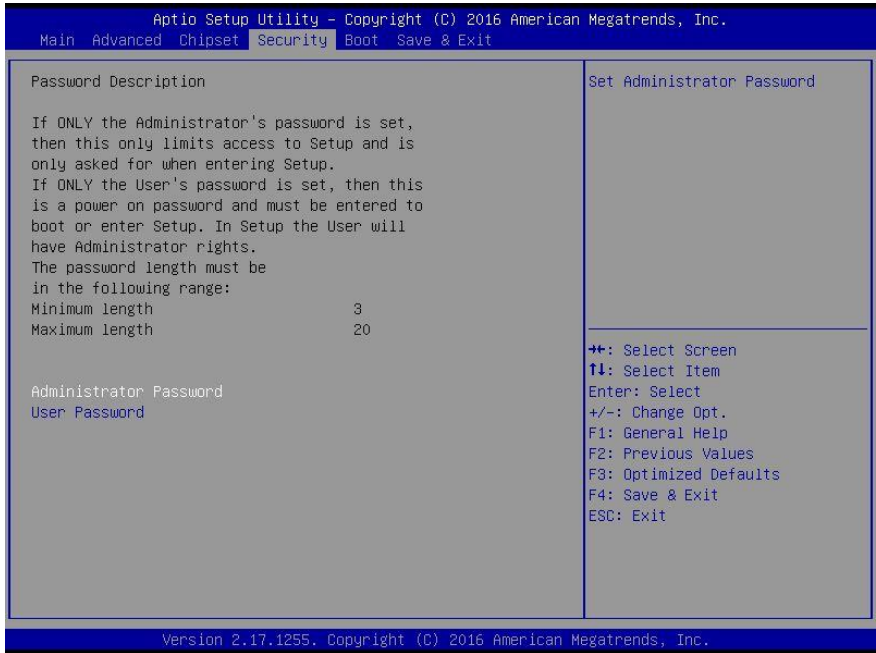 Aptio Setup Utility – Copyright (C) 2016 American Megatrends, Inc.
Main Advanced Chipset Security Boot Save & Exit
Password Description
If ONLY the Administrator's password is set,
then this only limits access to Setup and is
only asked for when entering Setup.
If ONLY the User's password is set, then this
is a power on password and must be entered to
boot or enter Setup. In Setup the User will
have Administrator rights.
The password length must be
in the following range:
Minimum length 3
Maximum length 20
Administrator Password
User Password
Set Administrator Password
→←: Select Screen
↑↓: Select Item
Enter: Select
+/-: Change Opt.
F1: General Help
F2: Previous Values
F3: Optimized Defaults
F4: Save & Exit
ESC: Exit
Version 2.17.1255. Copyright (C) 2016 American Megatrends, Inc.